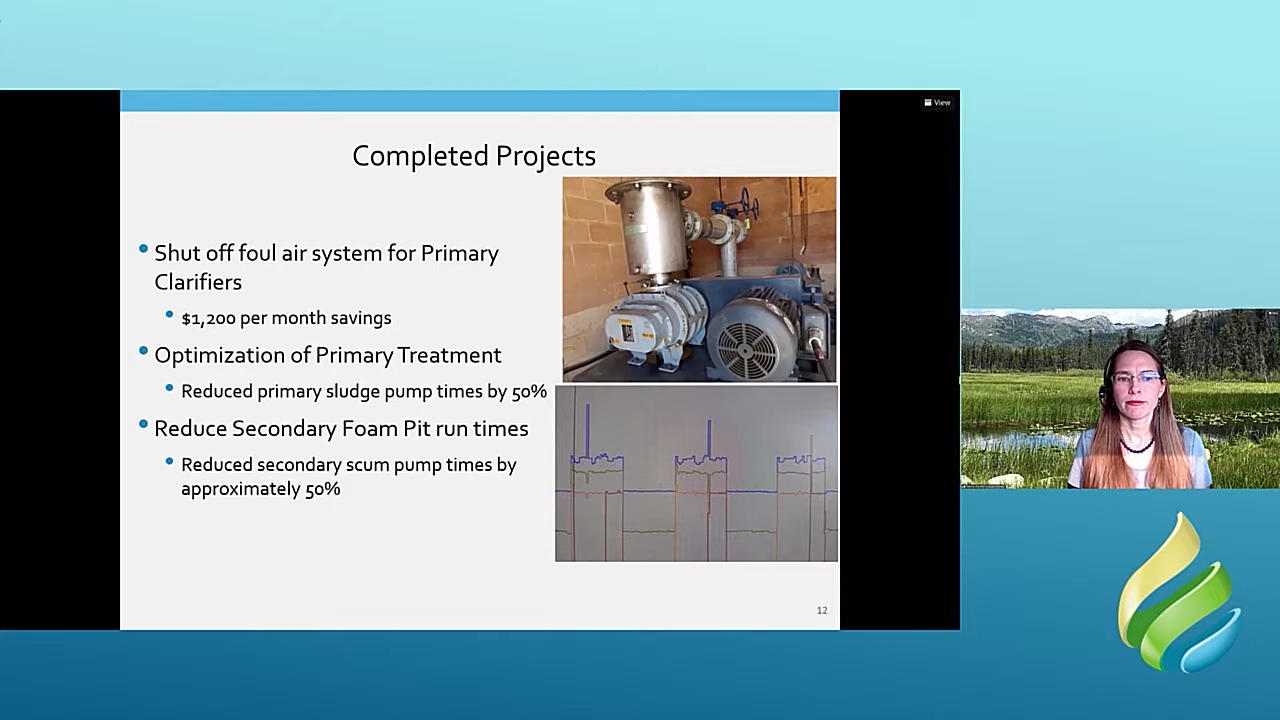 View
Completed Projects
• Shut off foul air system for Primary
Clarifiers
• $1,200 per month savings
• Optimization of Primary Treatment
• Reduced primary sludge pump times by 50%
• Reduce Secondary Foam Pit run times
• Reduced secondary scum pump times by
approximately 50%
12